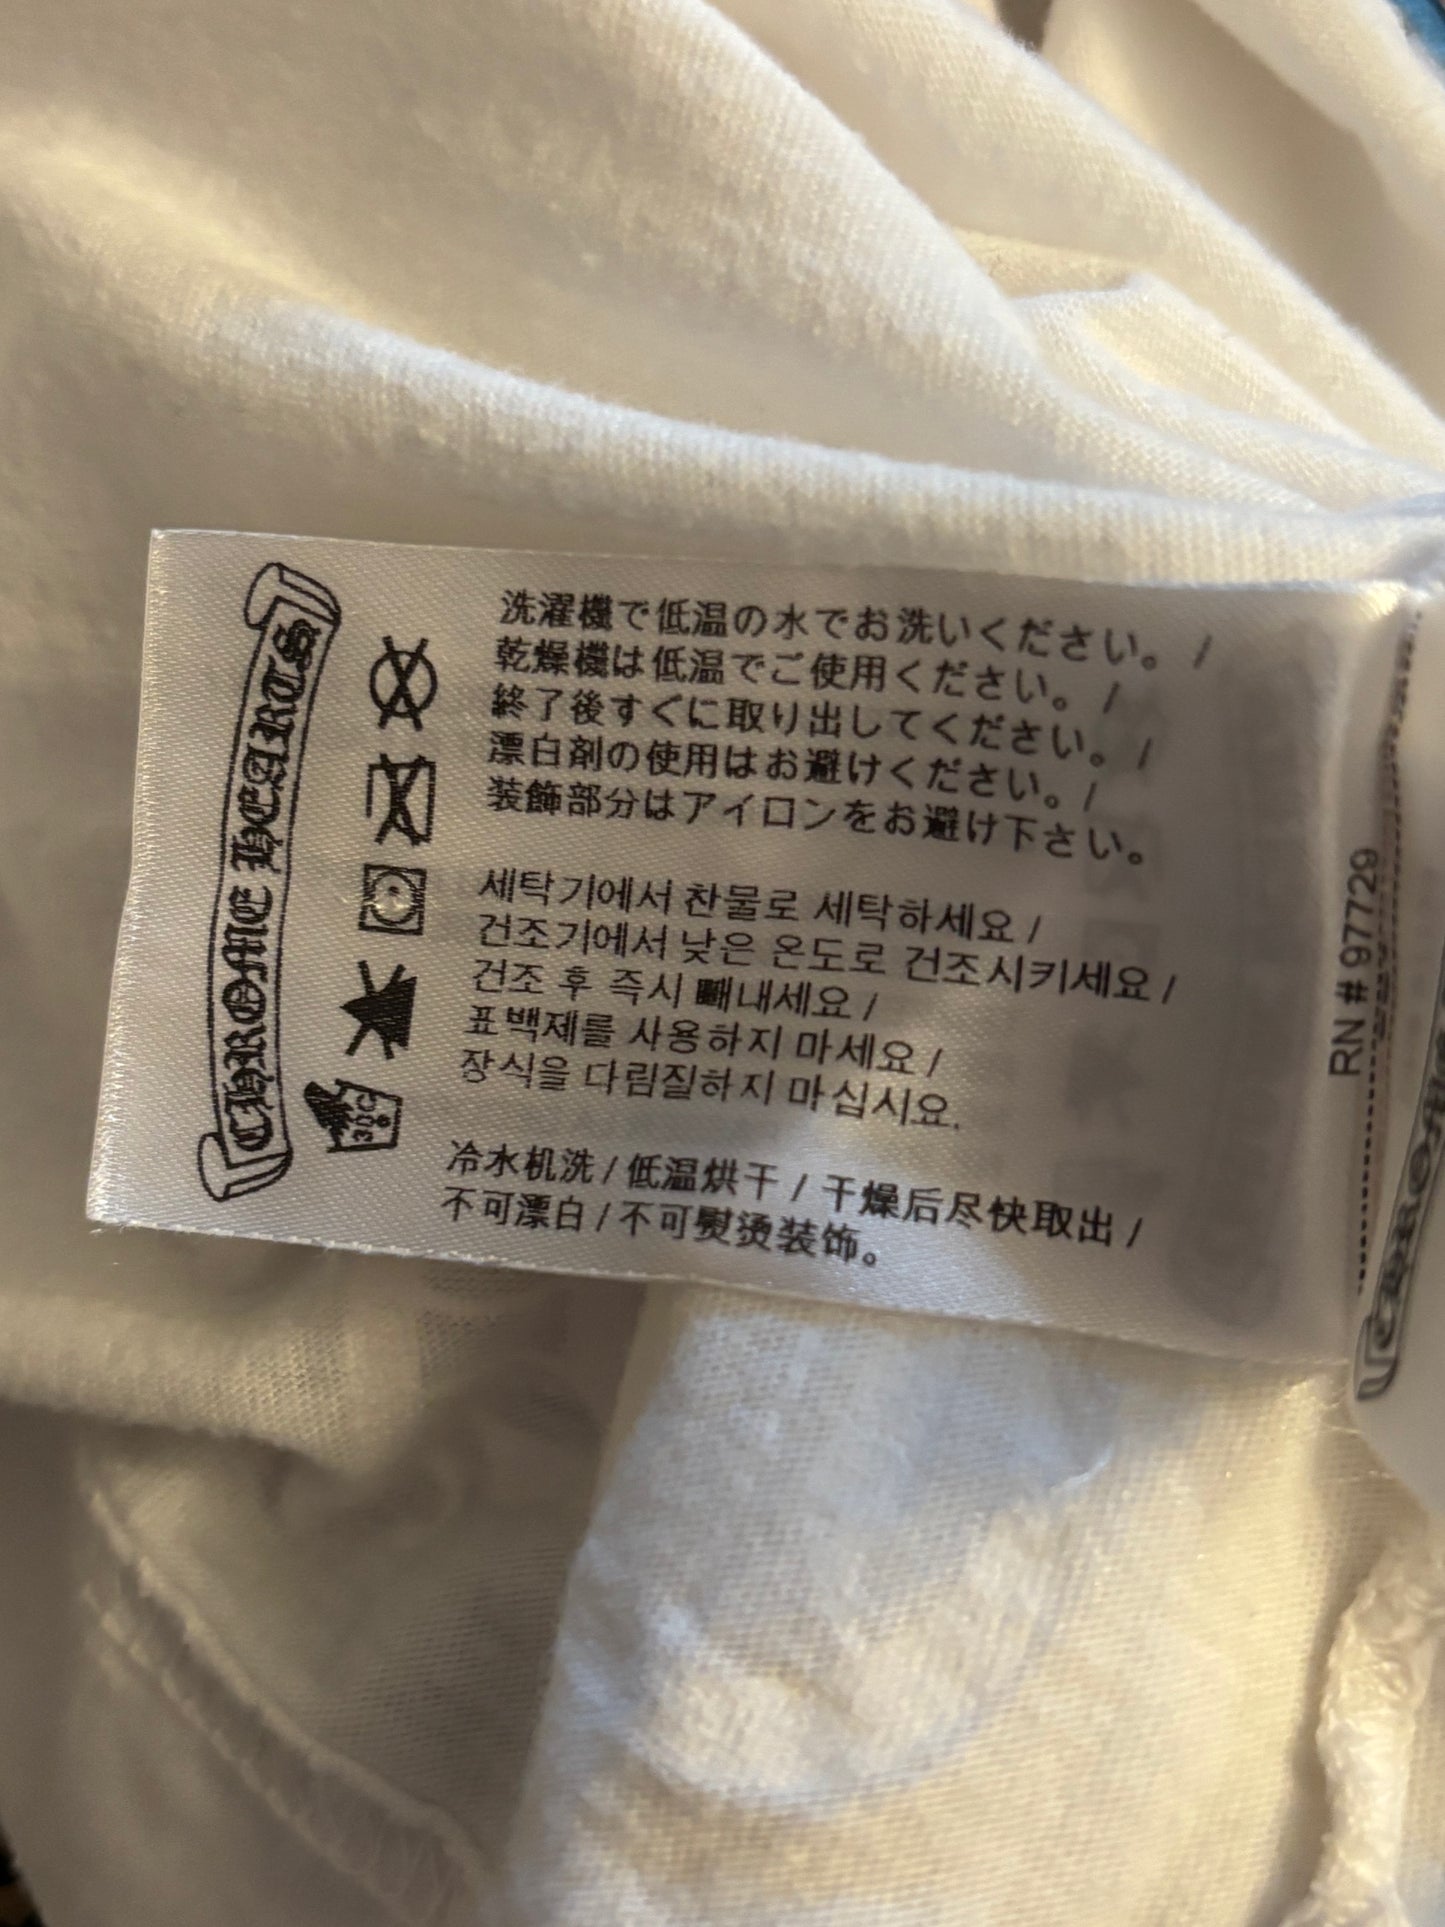 CHROME HEARTS
30C
洗濯機で低温の水でお洗いください。 /
乾燥機は低温でご使用ください。 /
終了後すぐに取り出してください。 /
漂白剤の使用はお避けください。 /
装飾部分はアイロンをお避け下さい。
세탁기에서 찬물로 세탁하세요 /
건조기에서 낮은 온도로 건조시키세요 /
건조 후 즉시 빼내세요 /
표백제를 사용하지 마세요 /
장식을 다림질하지 마십시요.
冷水机洗 / 低温烘干 / 干燥后尽快取出 /
不可漂白 / 不可熨烫装饰。
RN # 97729